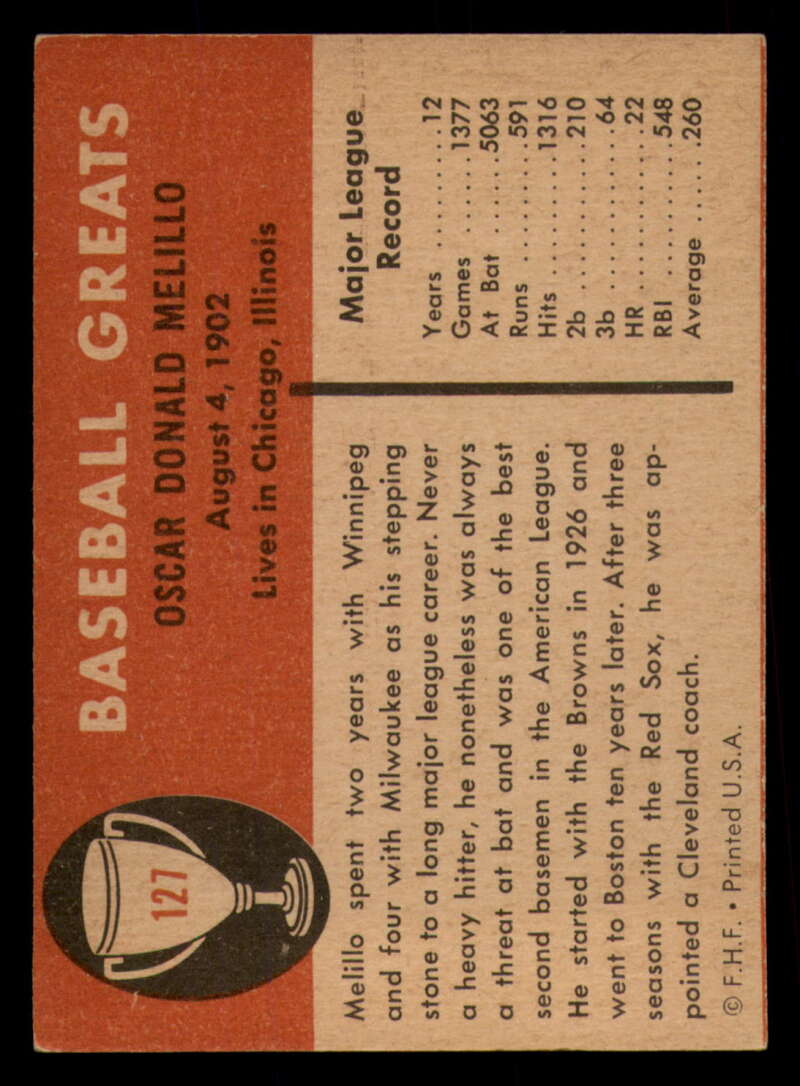 127
BASEBALL GREATS
OSCAR DONALD MELILLO
August 4, 1902
Lives in Chicago, Illinois
Melillo spent two years with Winnipeg
and four with Milwaukee as his stepping
stone to a long major league career. Never
a heavy hitter, he nonetheless was always
a threat at bat and was one of the best
second basemen in the American League.
He started with the Browns in 1926 and
went to Boston ten years later. After three
seasons with the Red Sox, he was ap-
pointed a Cleveland coach.
© F.H.F. • Printed U.S.A.
Major League
Record
Years .........12
Games ......1377
At Bat ......5063
Runs .........591
Hits .........1316
2b ............210
3b .............64
HR .............22
RBI ..........548
Average ......260